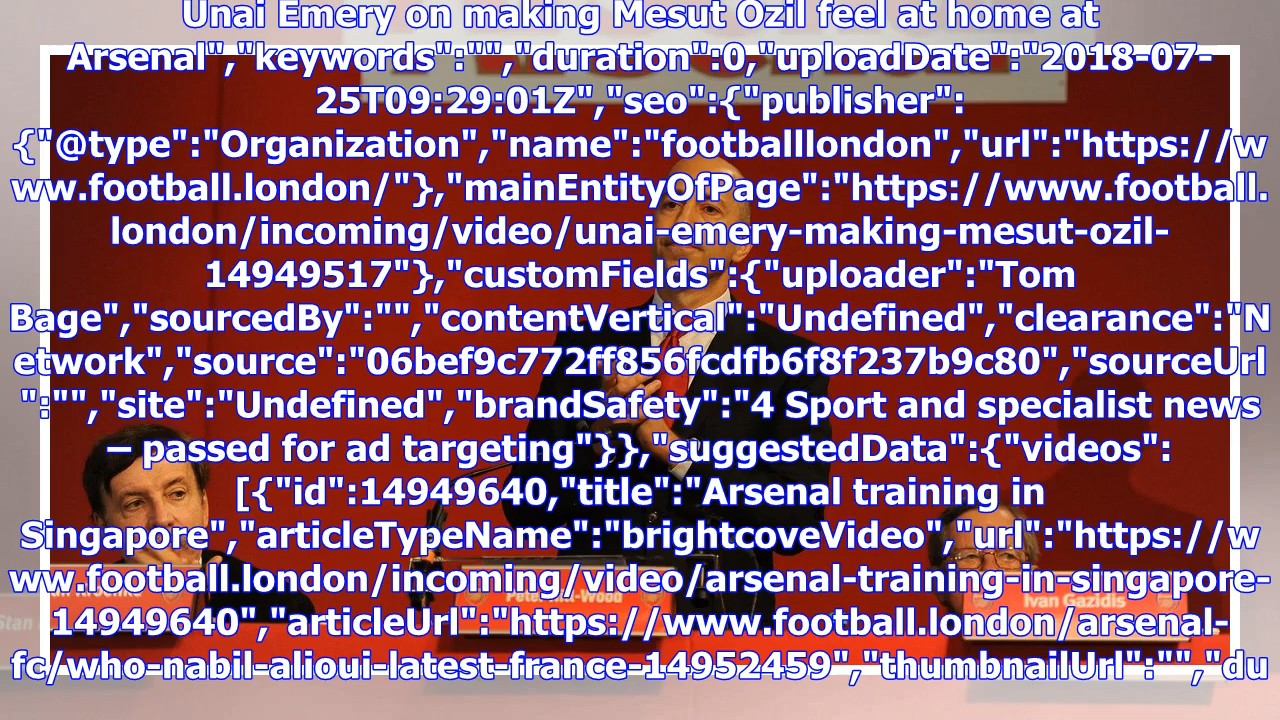 Unai Emery on making Mesut Ozil feel at home at
Arsenal","keywords":"","duration":0,"uploadDate":"2018-07-
25T09:29:01Z","seo":{"publisher":
{"@type":"Organization","name":"footballlondon","url":"https://w
ww.football.london/"},"mainEntityOfPage":"https://www.football.
london/incoming/video/unai-emery-making-mesut-ozil-
14949517"},"customFields":{"uploader":"Tom
Bage","sourcedBy":"","contentVertical":"Undefined","clearance":"N
etwork","source":"06bef9c772ff856fcdfb6f8f237b9c80","sourceUrl
":"","site":"Undefined","brandSafety":"4 Sport and specialist news
– passed for ad targeting"}},"suggestedData":{"videos":
[{"id":14949640,"title":"Arsenal training in
Singapore","articleTypeName":"brightcoveVideo","url":"https://w
ww.football.london/incoming/video/arsenal-training-in-singapore-
14949640","articleUrl":"https://www.football.london/arsenal-
fc/who-nabil-alioui-latest-france-14952459","thumbnailUrl":"","du
Ivan Gazidis
Stan